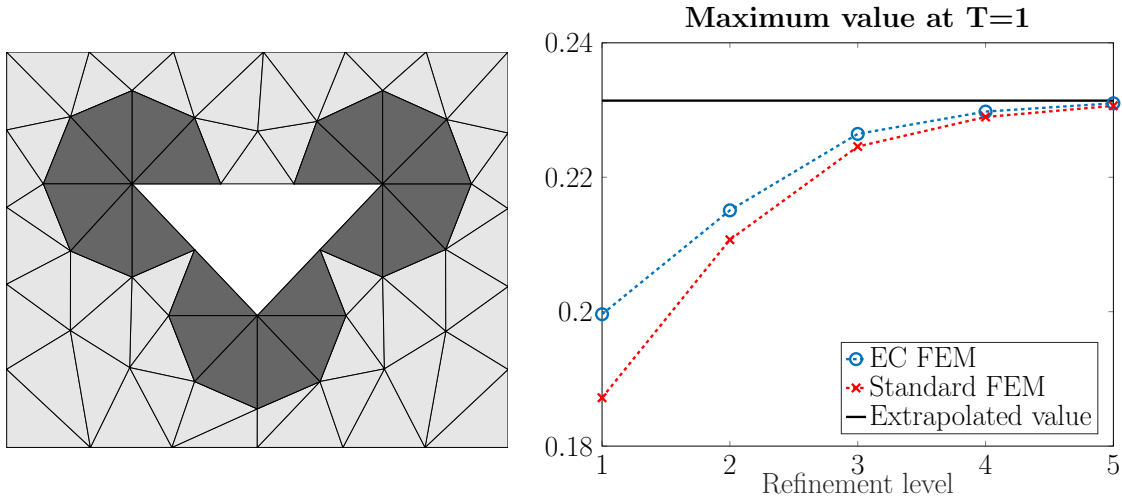 Maximum value at T=1
0.24
0.22
0.2
0.18
EC FEM
Standard FEM
Extrapolated value
1 2 3 4 5
Refinement level